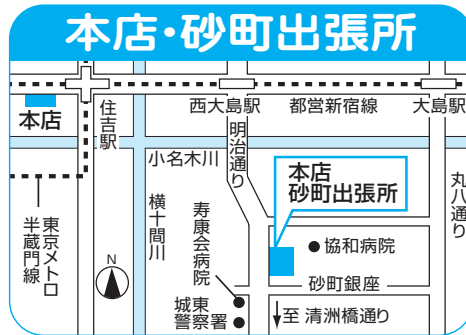 本店・砂町出張所
西大島駅
都営新宿線
大島駅
本店
住吉駅
明治通り
小名木川
本店
砂町出張所
丸八通り
東京メトロ
半蔵門線
横十間川
寿康会病院
協和病院
N
砂町銀座
城東
警察署
至 清洲橋通り